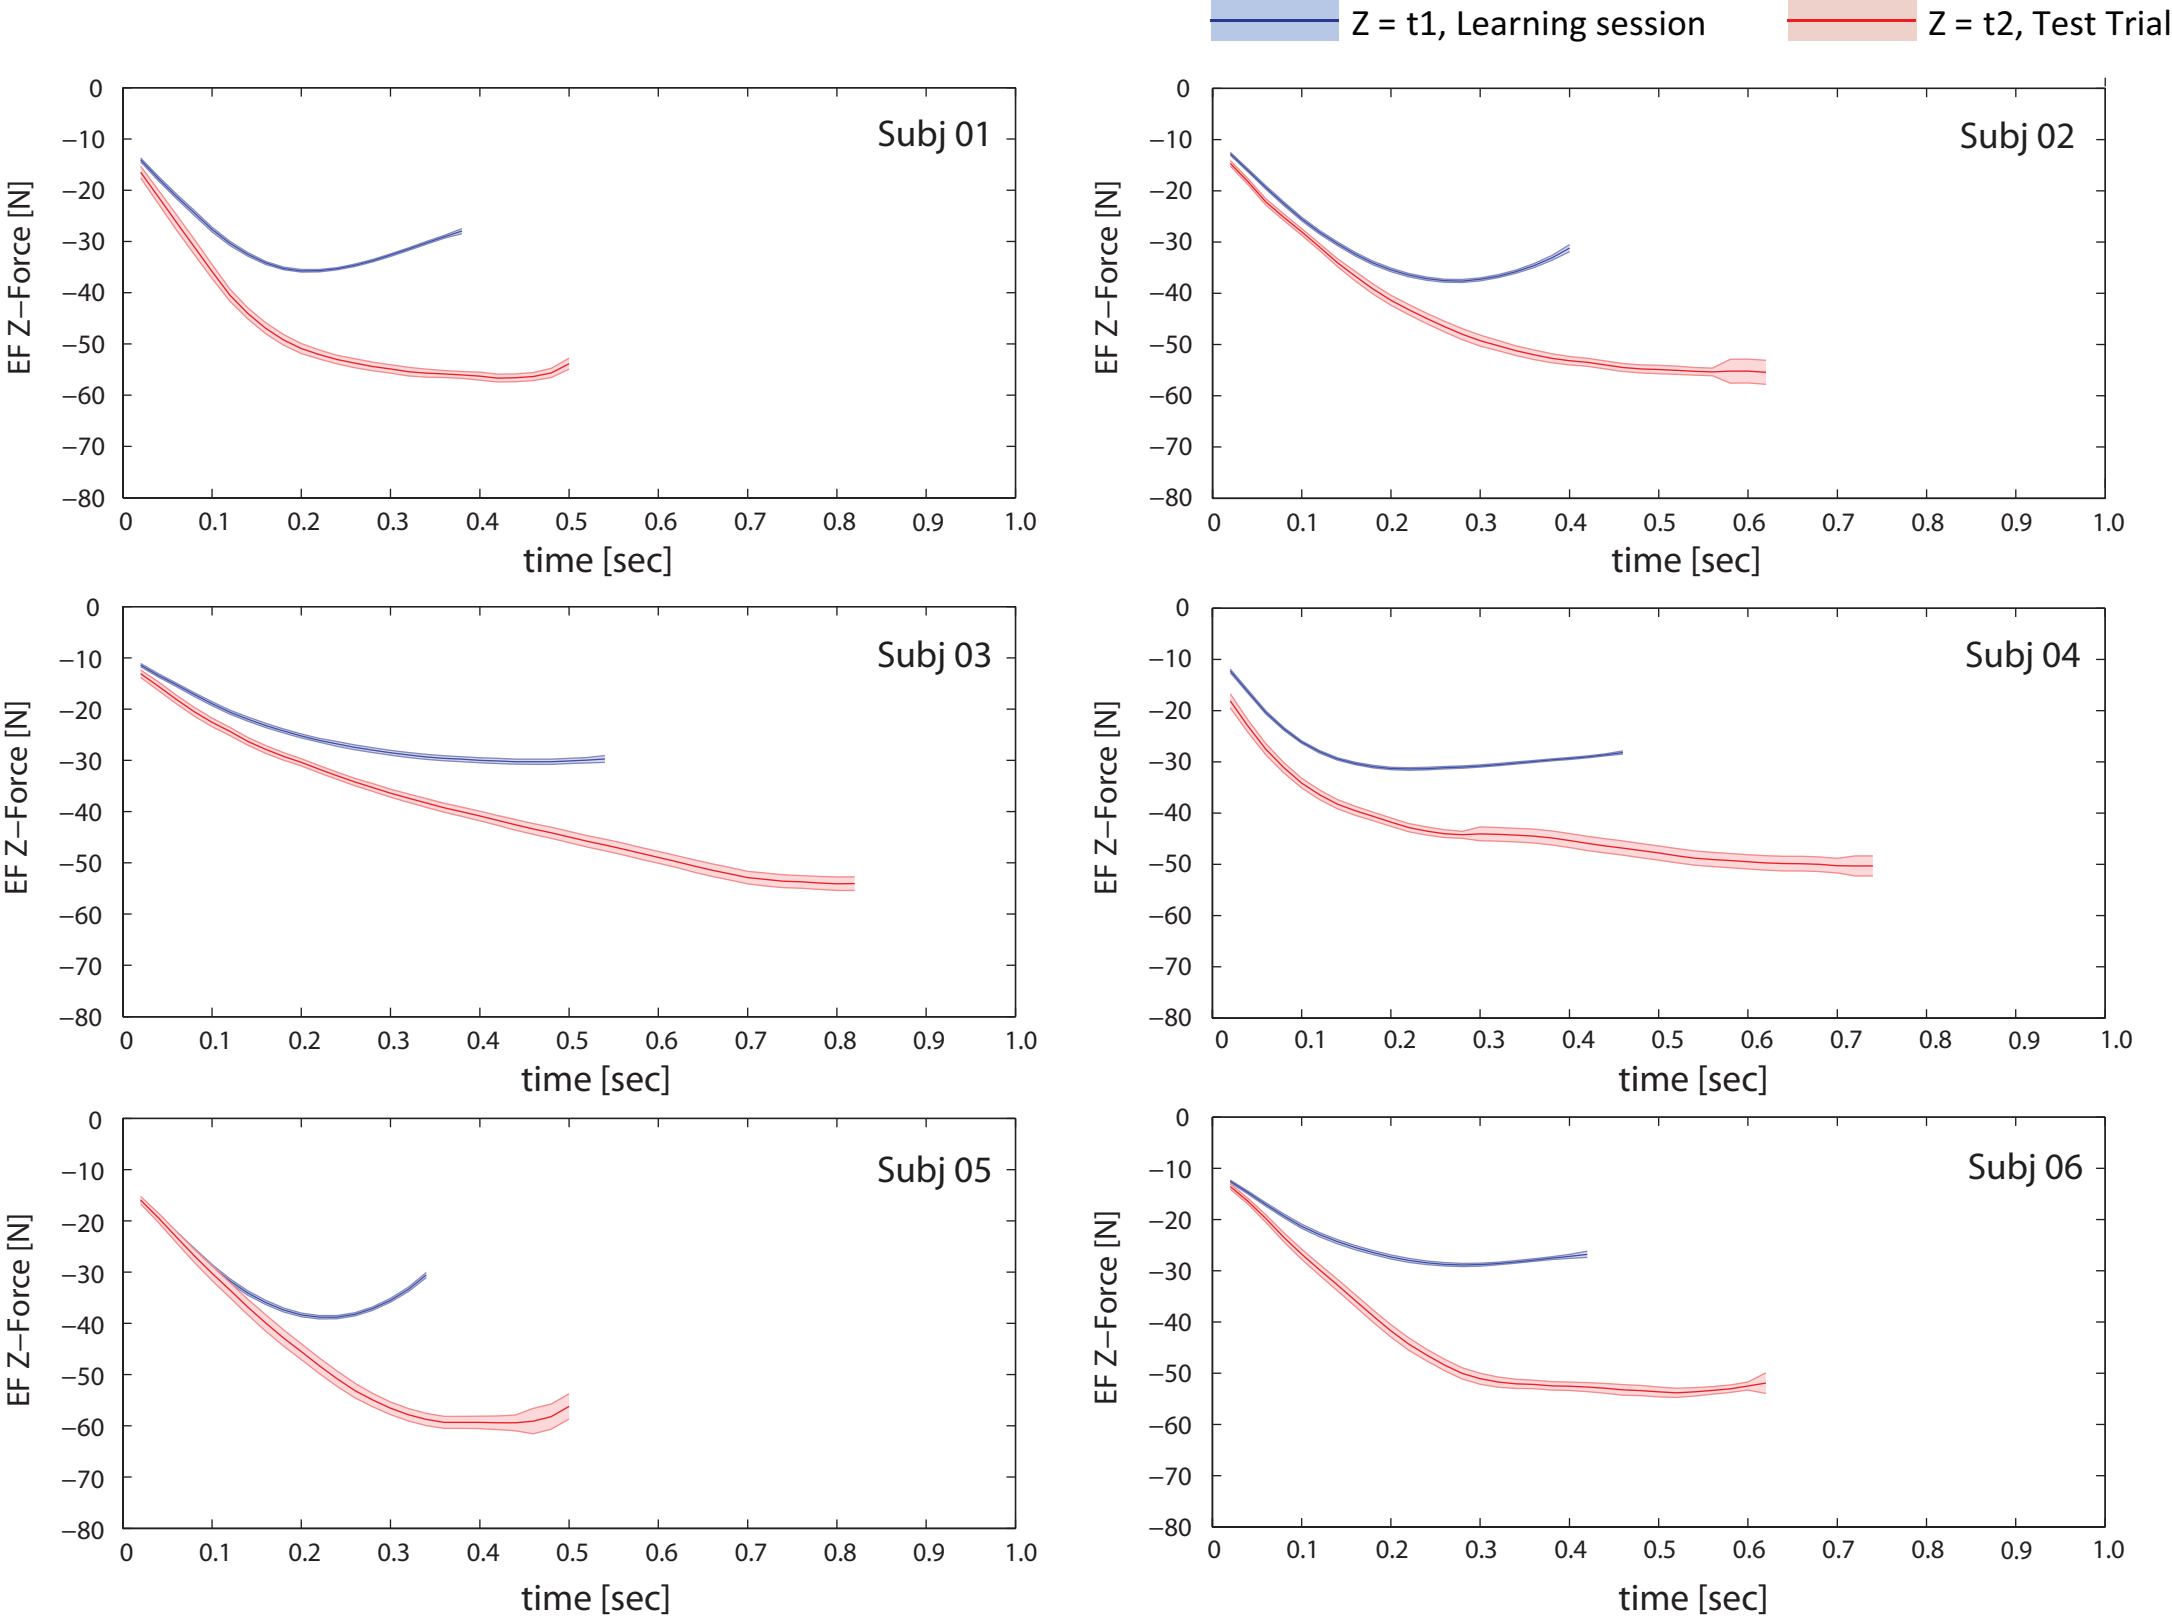 Z = t1, Learning session
Z = t2, Test Trial
0
−10
−20
−30
−40
−50
−60
−70
−80
EF Z−Force [N]
Subj 01
0 0.1 0.2 0.3 0.4 0.5 0.6 0.7 0.8 0.9 1.0
time [sec]
0
−10
−20
−30
−40
−50
−60
−70
−80
EF Z−Force [N]
Subj 02
0 0.1 0.2 0.3 0.4 0.5 0.6 0.7 0.8 0.9 1.0
time [sec]
0
−10
−20
−30
−40
−50
−60
−70
−80
EF Z−Force [N]
Subj 03
0 0.1 0.2 0.3 0.4 0.5 0.6 0.7 0.8 0.9 1.0
time [sec]
0
−10
−20
−30
−40
−50
−60
−70
−80
EF Z−Force [N]
Subj 04
0 0.1 0.2 0.3 0.4 0.5 0.6 0.7 0.8 0.9 1.0
time [sec]
0
−10
−20
−30
−40
−50
−60
−70
−80
EF Z−Force [N]
Subj 05
0 0.1 0.2 0.3 0.4 0.5 0.6 0.7 0.8 0.9 1.0
time [sec]
0
−10
−20
−30
−40
−50
−60
−70
−80
EF Z−Force [N]
Subj 06
0 0.1 0.2 0.3 0.4 0.5 0.6 0.7 0.8 0.9 1.0
time [sec]